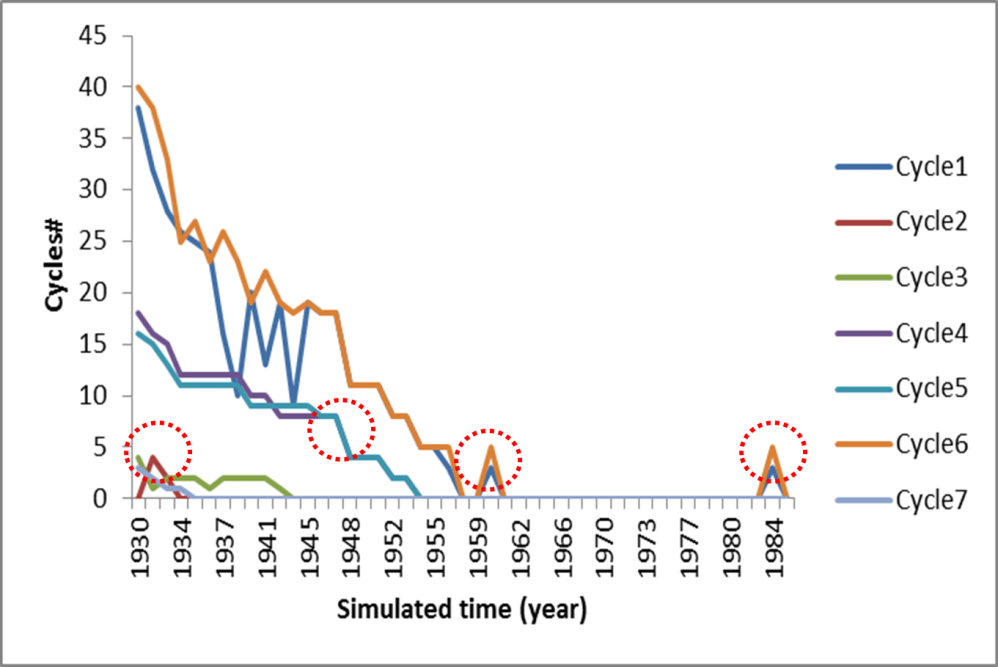 45
40
35
30
25
20
15
10
5
0
Cycles#
1930 1934 1937 1941 1945 1948 1952 1955 1959 1962 1966 1970 1973 1977 1980 1984
Simulated time (year)
Cycle1
Cycle2
Cycle3
Cycle4
Cycle5
Cycle6
Cycle7